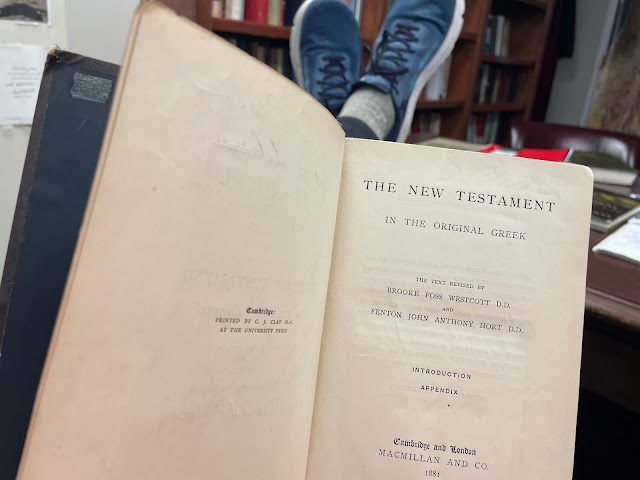 Cambridge:
PRINTED BY C. J. CLAY M.A.
AT THE UNIVERSITY PRESS
THE NEW TESTAMENT
IN THE ORIGINAL GREEK
THE TEXT REVISED BY
BROOKE FOSS WESTCOTT D.D.
AND
FENTON JOHN ANTHONY HORT D.D.
INTRODUCTION
APPENDIX
Cambridge and London
MACMILLAN AND CO.
1881